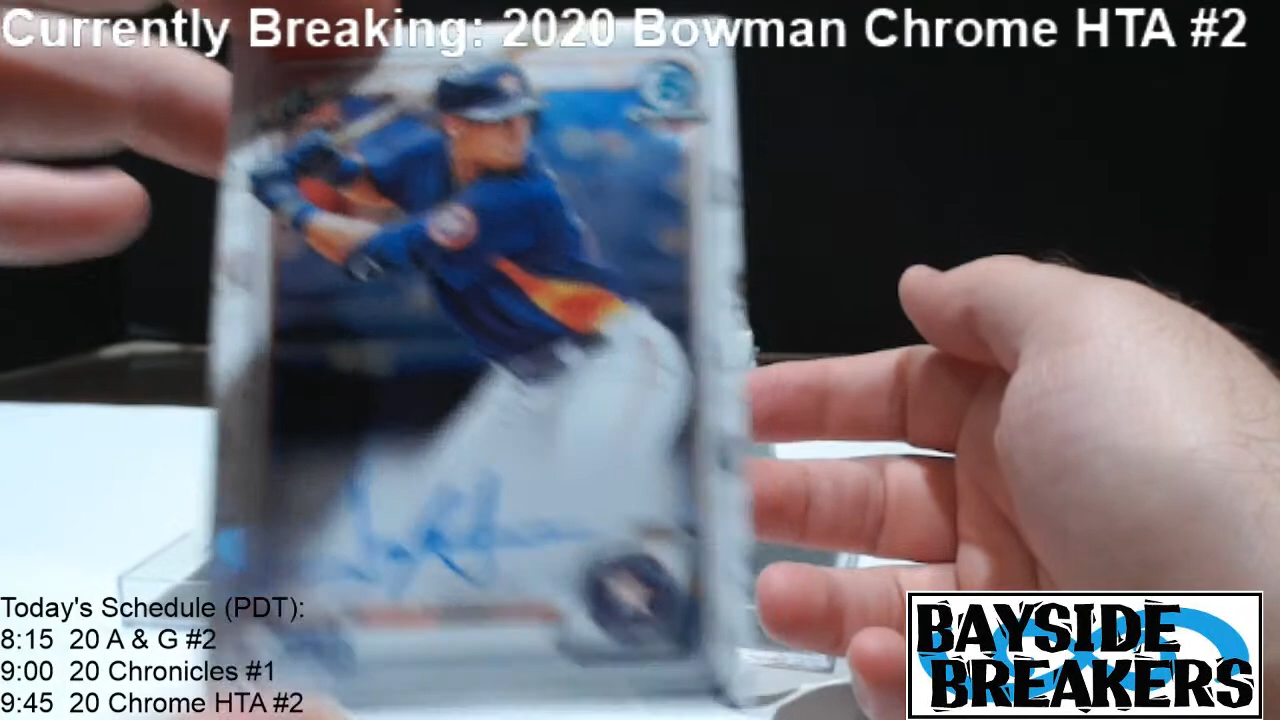 Currently Breaking: 2020 Bowman Chrome HTA #2
Today's Schedule (PDT):
8:15 20 A & G #2
9:00 20 Chronicles #1
9:45 20 Chrome HTA #2
BAYSIDE
BREAKERS